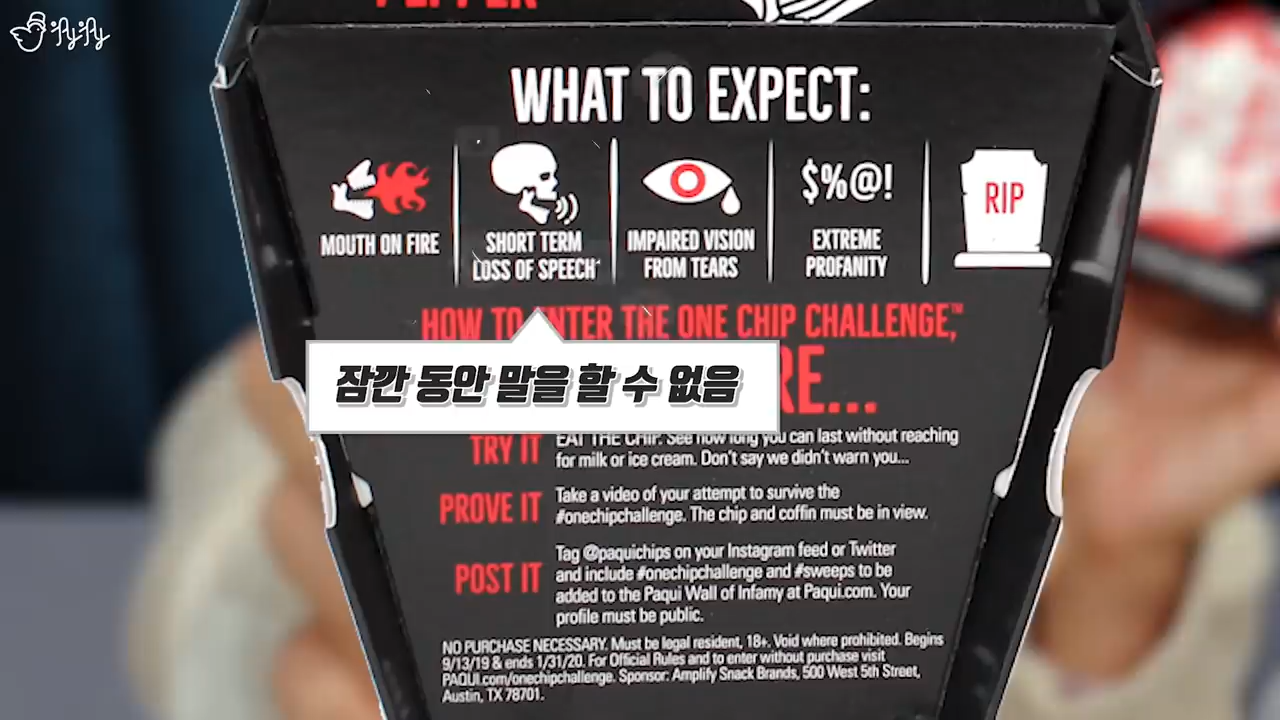 PEPPER
WHAT TO EXPECT:
MOUTH ON FIRE
SHORT TERM
LOSS OF SPEECH
IMPAIRED VISION
FROM TEARS
$%@!
EXTREME
PROFANITY
RIP
HOW TO ENTER THE ONE CHIP CHALLENGE,™
RE...
잠깐 동안 말을 할 수 없음
TRY IT
EAT THE CHIP. See how long you can last without reaching
for milk or ice cream. Don't say we didn't warn you...
PROVE IT
Take a video of your attempt to survive the
#onechipchallenge. The chip and coffin must be in view.
POST IT
Tag @paquichips on your Instagram feed or Twitter
and include #onechipchallenge and #sweeps to be
added to the Paqui Wall of Infamy at Paqui.com. Your
profile must be public.
NO PURCHASE NECESSARY. Must be legal resident, 18+. Void where prohibited. Begins
9/13/19 & ends 1/31/20. For Official Rules and to enter without purchase visit
PAQUI.com/onechipchallenge. Sponsor: Amplify Snack Brands, 500 West 5th Street,
Austin, TX 78701.